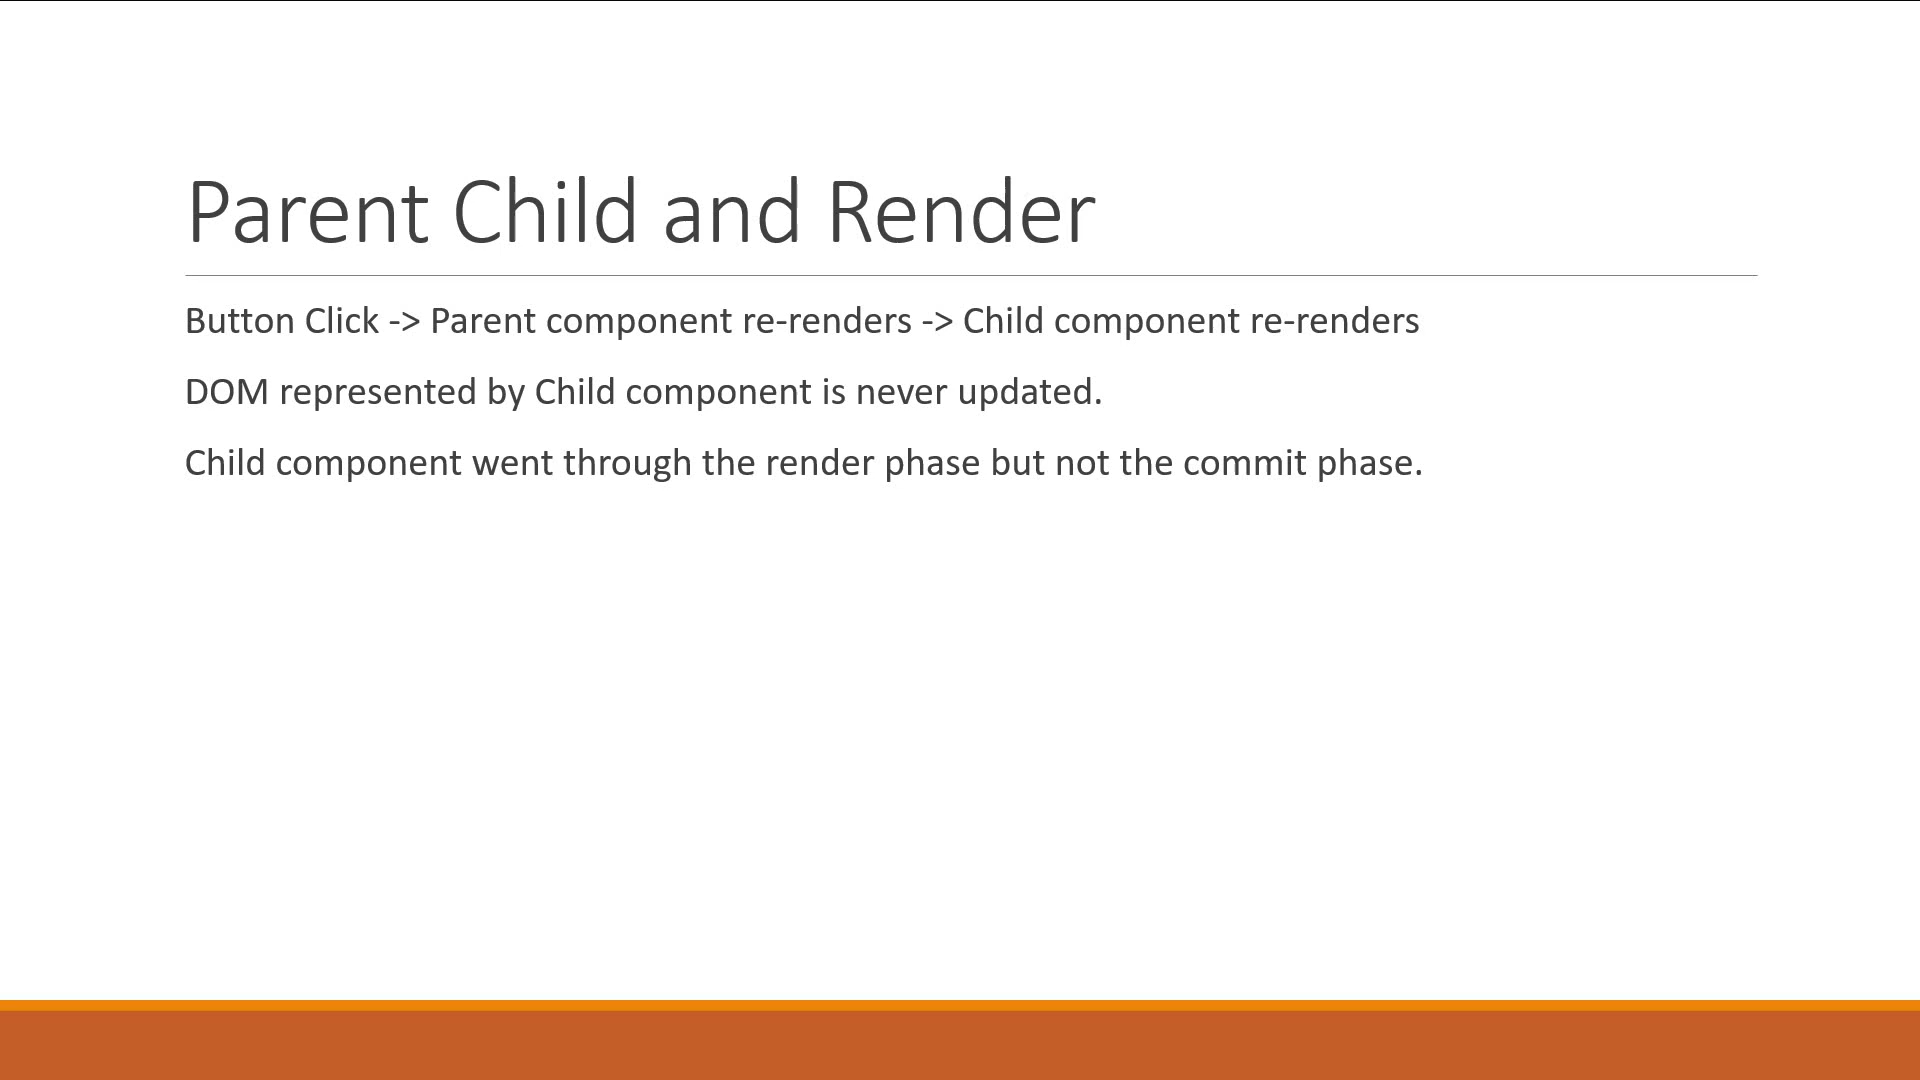 Parent Child and Render
Button Click -> Parent component re-renders -> Child component re-renders
DOM represented by Child component is never updated.
Child component went through the render phase but not the commit phase.